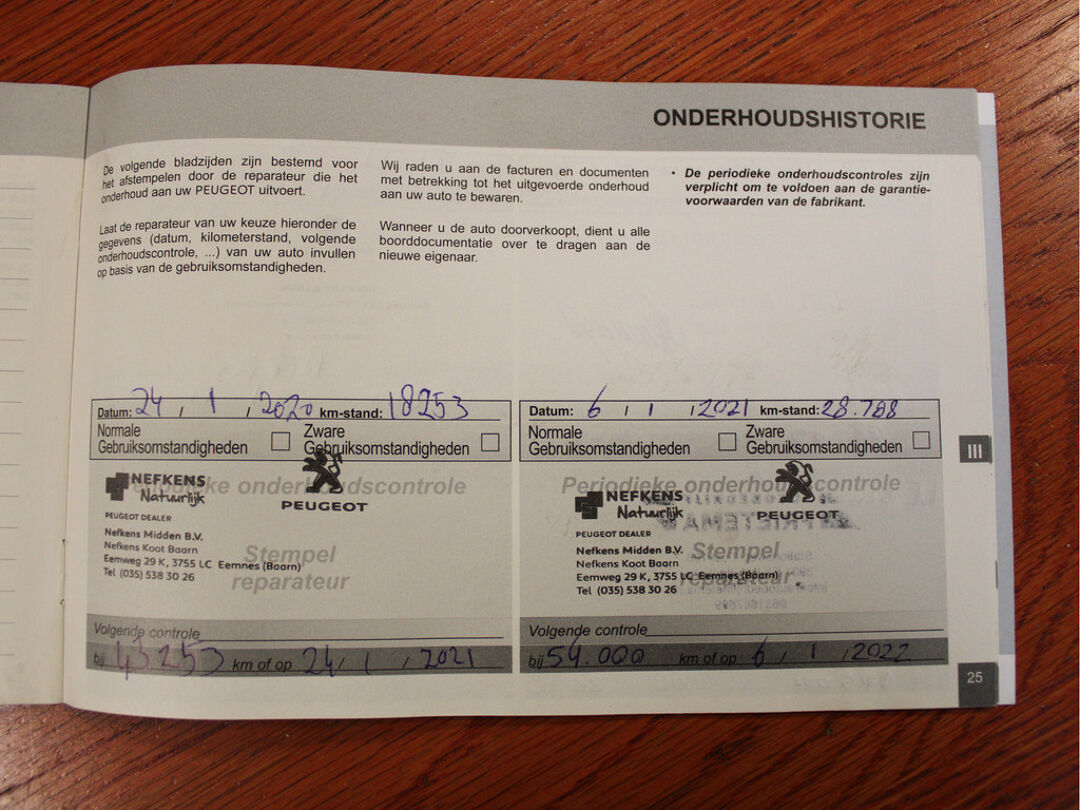 ONDERHOUDSHISTORIE
De volgende bladzijden zijn bestemd voor
het afstempelen door de reparateur die het
onderhoud aan uw PEUGEOT uitvoert.
Laat de reparateur van uw keuze hieronder de
gegevens (datum, kilometerstand, volgende
onderhoudscontrole, ...) van uw auto invullen
op basis van de gebruiksomstandigheden.
Wij raden u aan de facturen en documenten
met betrekking tot het uitgevoerde onderhoud
aan uw auto te bewaren.
Wanneer u de auto doorverkoopt, dient u alle
boorddocumentatie over te dragen aan de
nieuwe eigenaar.
• De periodieke onderhoudscontroles zijn
verplicht om te voldoen aan de garantie-
voorwaarden van de fabrikant.
Datum: 24 / 1 / 2020 km-stand: 18253
Normale
Gebruiksomstandigheden
Zware
Gebruiksomstandigheden
Periodieke onderhoudscontrole
NEFKENS
Natuurlijk
PEUGEOT
PEUGEOT DEALER
Nefkens Midden B.V.
Nefkens Koot Baarn
Eemweg 29 K, 3755 LC Eemnes (Baarn)
Tel (035) 538 30 26
Stempel
reparateur
Volgende controle
bij 43253 km of op 24 / 1 / 2021
Datum: 6 / 1 / 2021 km-stand: 28.788
Normale
Gebruiksomstandigheden
Zware
Gebruiksomstandigheden
Periodieke onderhoudscontrole
NEFKENS
Natuurlijk
PEUGEOT
PEUGEOT DEALER
Nefkens Midden B.V.
Nefkens Koot Baarn
Eemweg 29 K, 3755 LC Eemnes (Baarn)
Tel (035) 538 30 26
Stempel
reparateur
Volgende controle
bij 54.000 km of op 6 / 1 / 2022
III
25